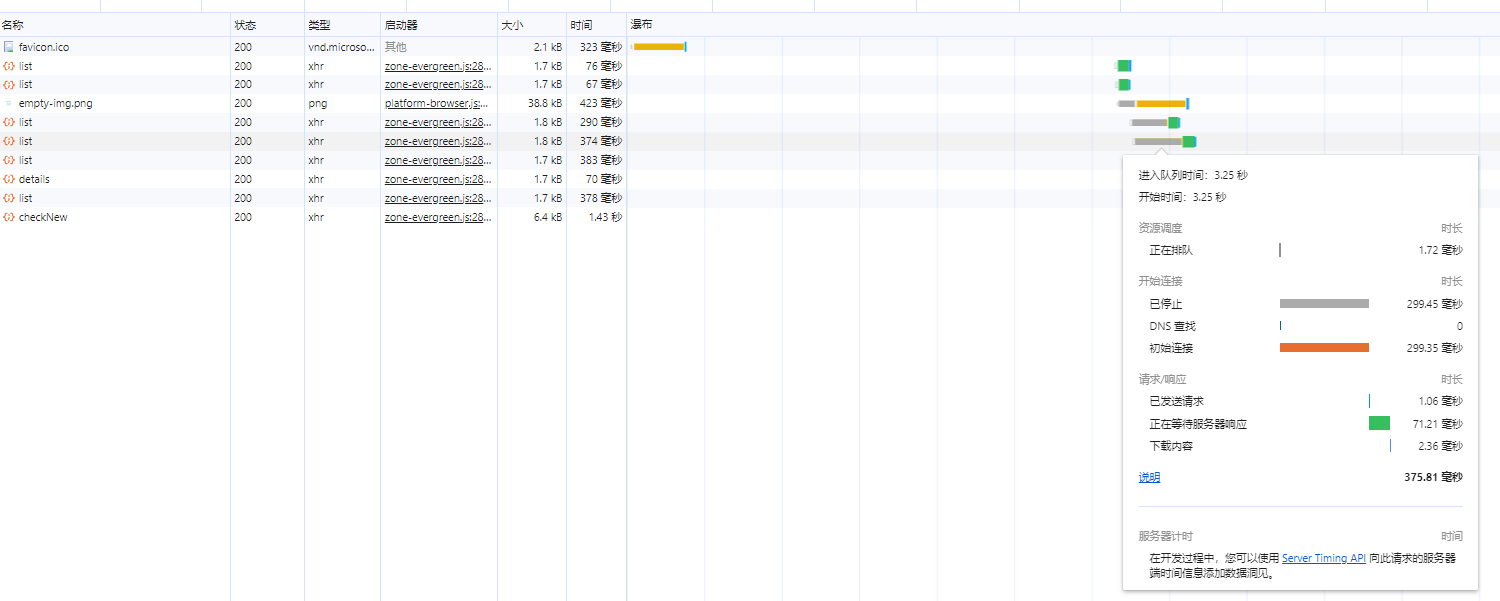 名称 状态 类型 启动器 大小 时间 瀑布
favicon.ico 200 vnd.microso... 其他 2.1 kB 323 毫秒
list 200 xhr zone-evergreen.js:28... 1.7 kB 76 毫秒
list 200 xhr zone-evergreen.js:28... 1.7 kB 67 毫秒
empty-img.png 200 png platform-browser.js:... 38.8 kB 423 毫秒
list 200 xhr zone-evergreen.js:28... 1.8 kB 290 毫秒
list 200 xhr zone-evergreen.js:28... 1.8 kB 374 毫秒
list 200 xhr zone-evergreen.js:28... 1.7 kB 383 毫秒
details 200 xhr zone-evergreen.js:28... 1.7 kB 70 毫秒
list 200 xhr zone-evergreen.js:28... 1.7 kB 378 毫秒
checkNew 200 xhr zone-evergreen.js:28... 6.4 kB 1.43 秒
进入队列时间：3.25 秒
开始时间：3.25 秒
资源调度 时长
正在排队 1.72 毫秒
开始连接 时长
已停止 299.45 毫秒
DNS 查找 0
初始连接 299.35 毫秒
请求/响应 时长
已发送请求 1.06 毫秒
正在等待服务器响应 71.21 毫秒
下载内容 2.36 毫秒
说明 375.81 毫秒
服务器计时 时间
在开发过程中，您可以使用 Server Timing API 向此请求的服务器
端时间信息添加数据洞见。